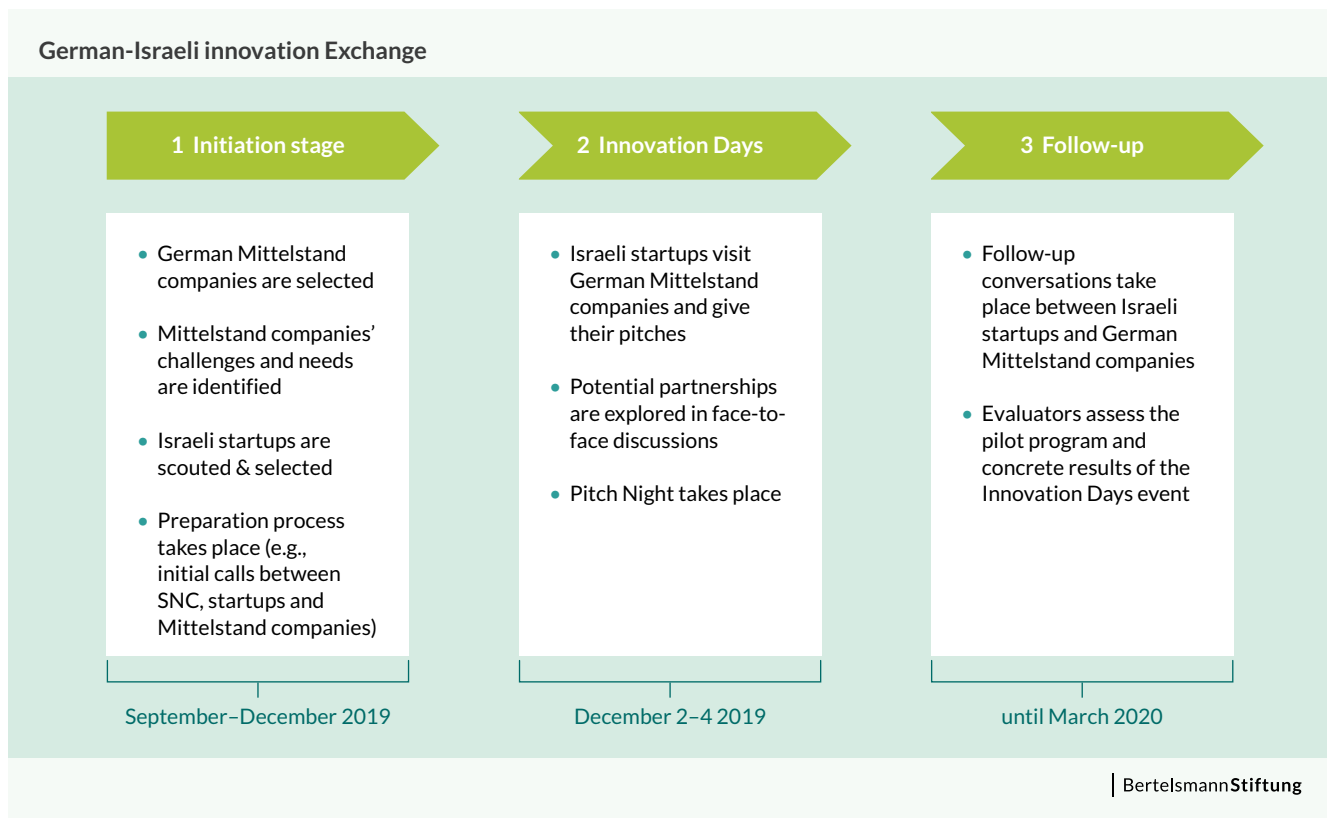 German-Israeli innovation Exchange
1 Initiation stage
• German Mittelstand
companies are selected
• Mittelstand companies’
challenges and needs
are identified
• Israeli startups are
scouted & selected
• Preparation process
takes place (e.g.,
initial calls between
SNC, startups and
Mittelstand companies)
September–December 2019
2 Innovation Days
• Israeli startups visit
German Mittelstand
companies and give
their pitches
• Potential partnerships
are explored in face-to-
face discussions
• Pitch Night takes place
December 2–4 2019
3 Follow-up
• Follow-up
conversations take
place between Israeli
startups and German
Mittelstand companies
• Evaluators assess the
pilot program and
concrete results of the
Innovation Days event
until March 2020
BertelsmannStiftung